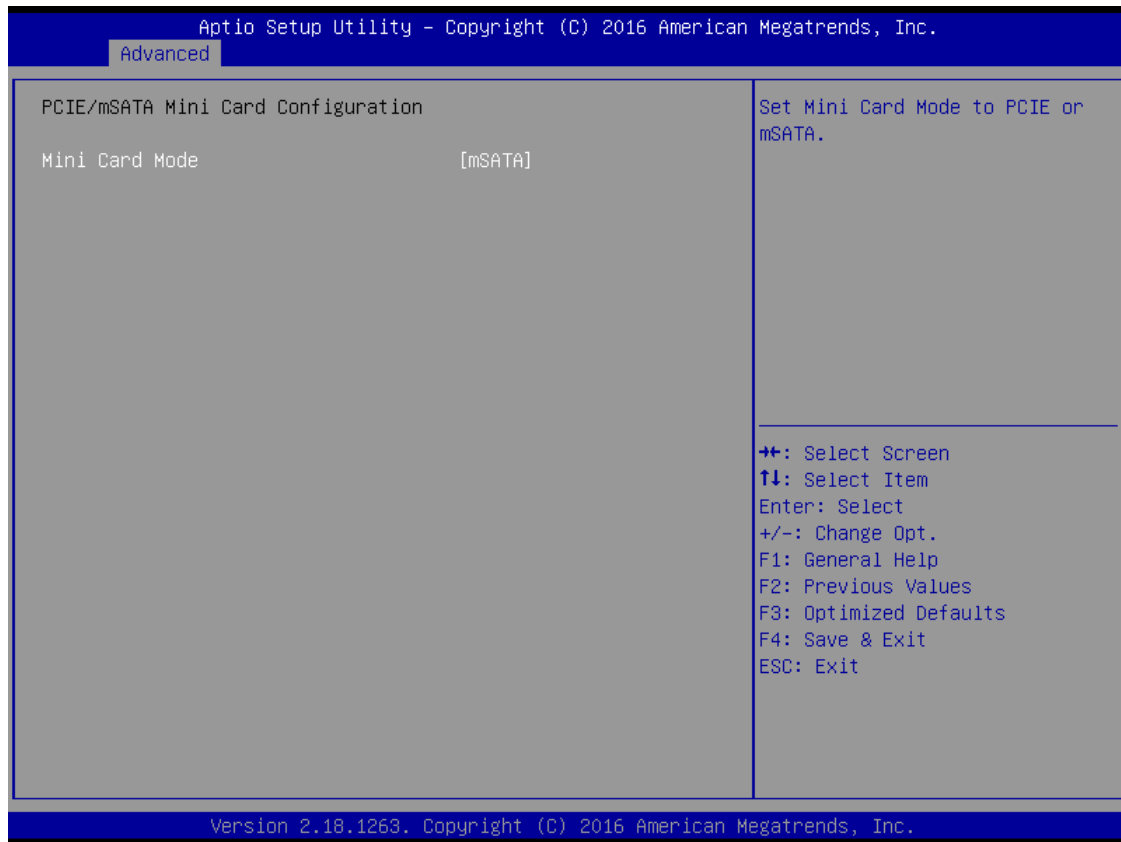 Aptio Setup Utility – Copyright (C) 2016 American Megatrends, Inc.
Advanced
PCIE/mSATA Mini Card Configuration
Mini Card Mode [mSATA]
Set Mini Card Mode to PCIE or
mSATA.
→←: Select Screen
↑↓: Select Item
Enter: Select
+/-: Change Opt.
F1: General Help
F2: Previous Values
F3: Optimized Defaults
F4: Save & Exit
ESC: Exit
Version 2.18.1263. Copyright (C) 2016 American Megatrends, Inc.